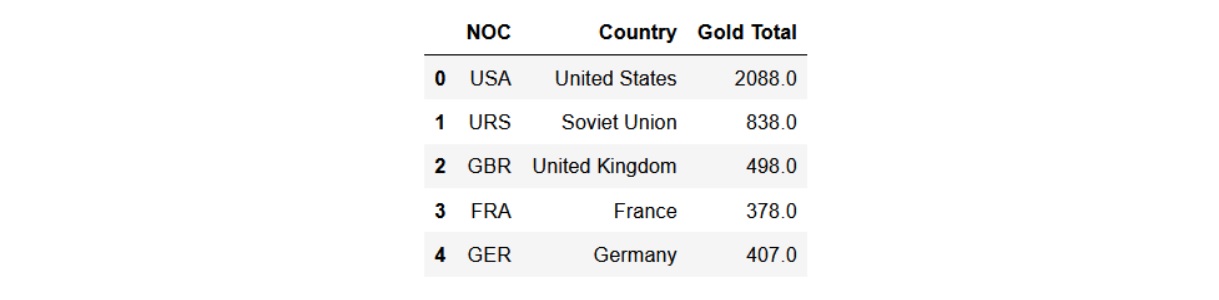 NOC Country Gold Total
0 USA United States 2088.0
1 URS Soviet Union 838.0
2 GBR United Kingdom 498.0
3 FRA France 378.0
4 GER Germany 407.0